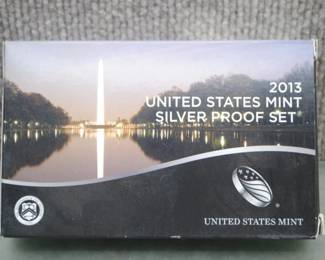 2013
UNITED STATES MINT
SILVER PROOF SET
UNITED STATES MINT